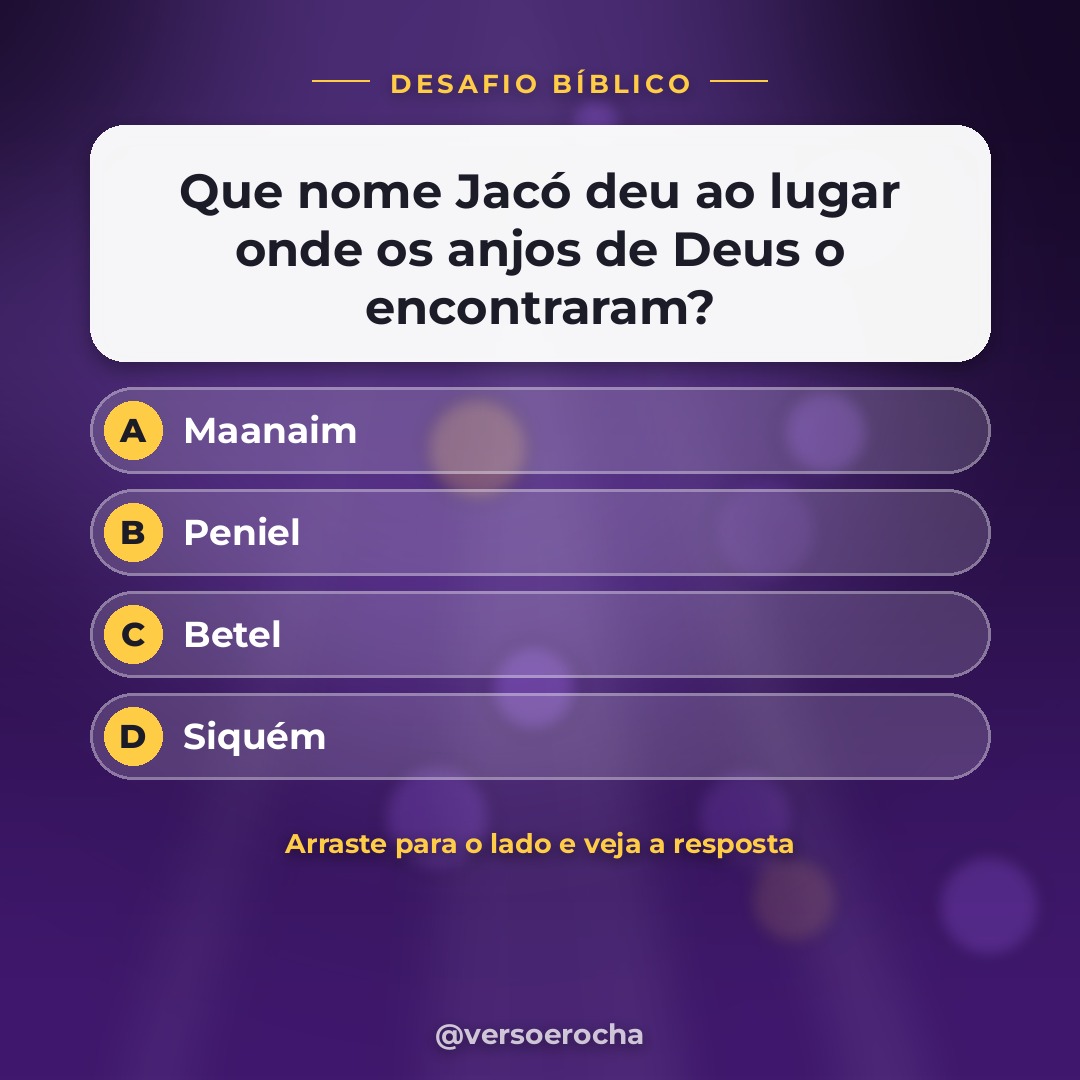 DESAFIO BÍBLICO
Que nome Jacó deu ao lugar
onde os anjos de Deus o
encontraram?
A Maanaim
B Peniel
C Betel
D Siquém
Arraste para o lado e veja a resposta
@versoerocha